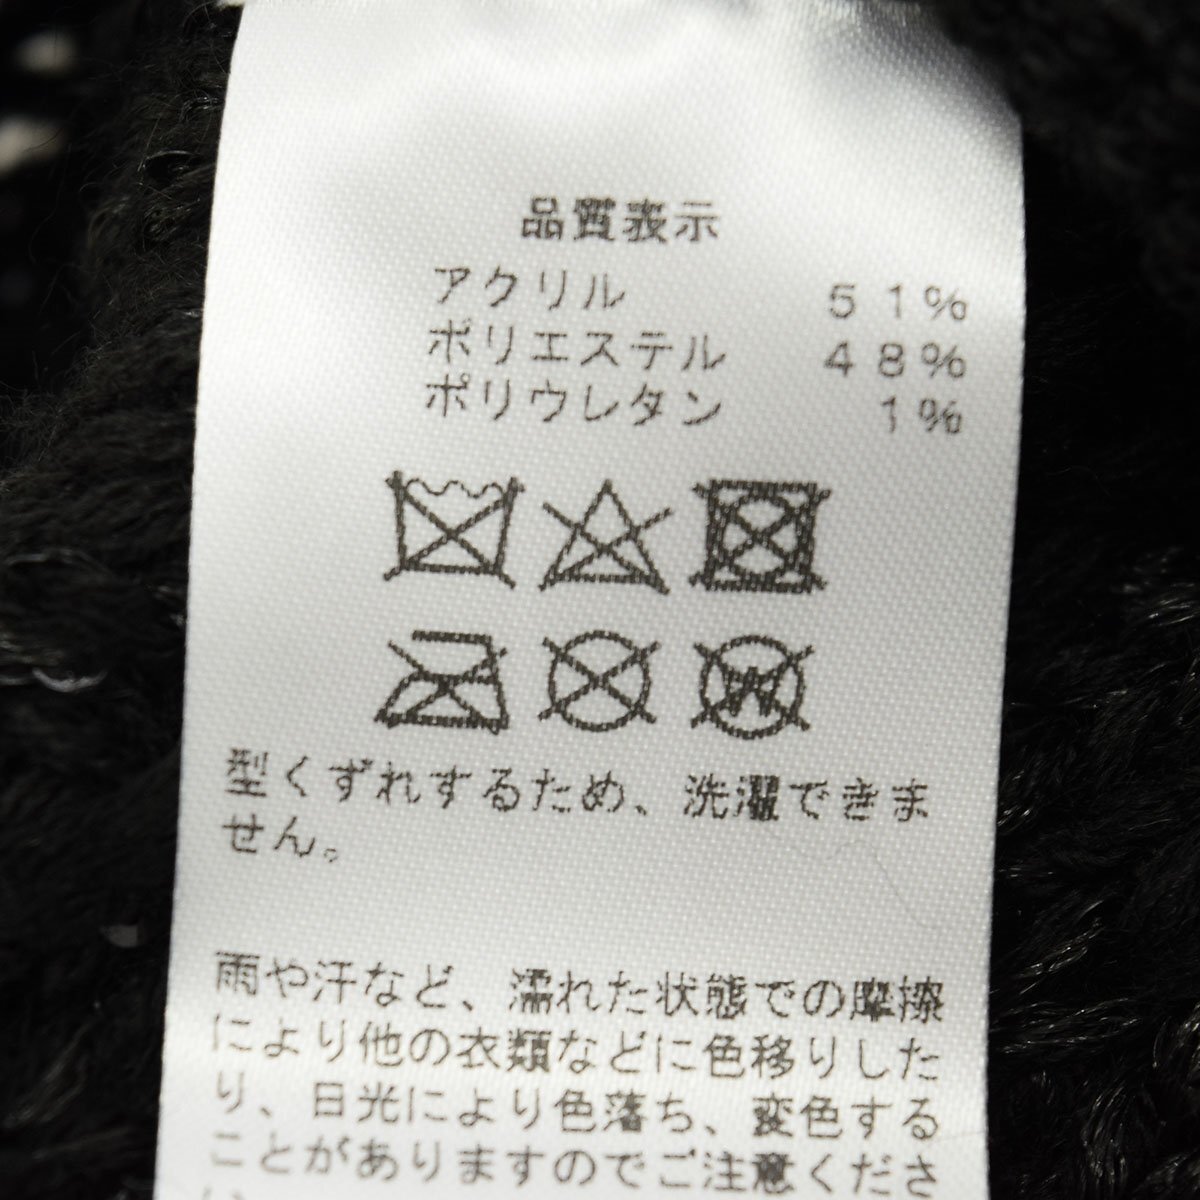 品質表示
アクリル 51%
ポリエステル 48%
ポリウレタン 1%
W
型くずれするため、洗濯できま
せん。
雨や汗など、濡れた状態での摩擦
により他の衣類などに色移りした
り、日光により色落ち、変色する
ことがありますのでご注意くださ
い